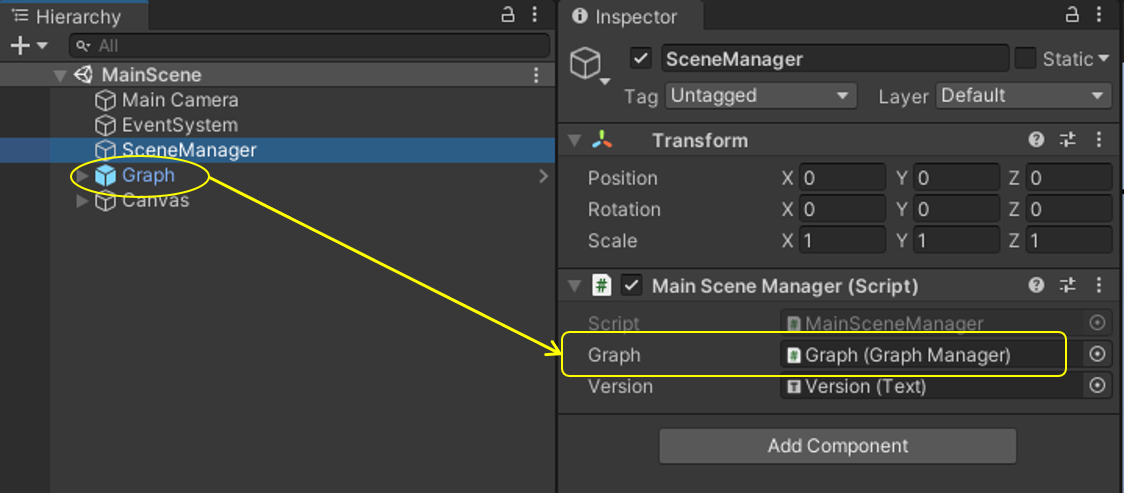 Hierarchy
All
MainScene
Main Camera
EventSystem
SceneManager
Graph
Canvas
Inspector
SceneManager Static
Tag Untagged Layer Default
Transform
Position X 0 Y 0 Z 0
Rotation X 0 Y 0 Z 0
Scale X 1 Y 1 Z 1
# Main Scene Manager (Script)
Script # MainSceneManager
Graph # Graph (Graph Manager)
Version T Version (Text)
Add Component